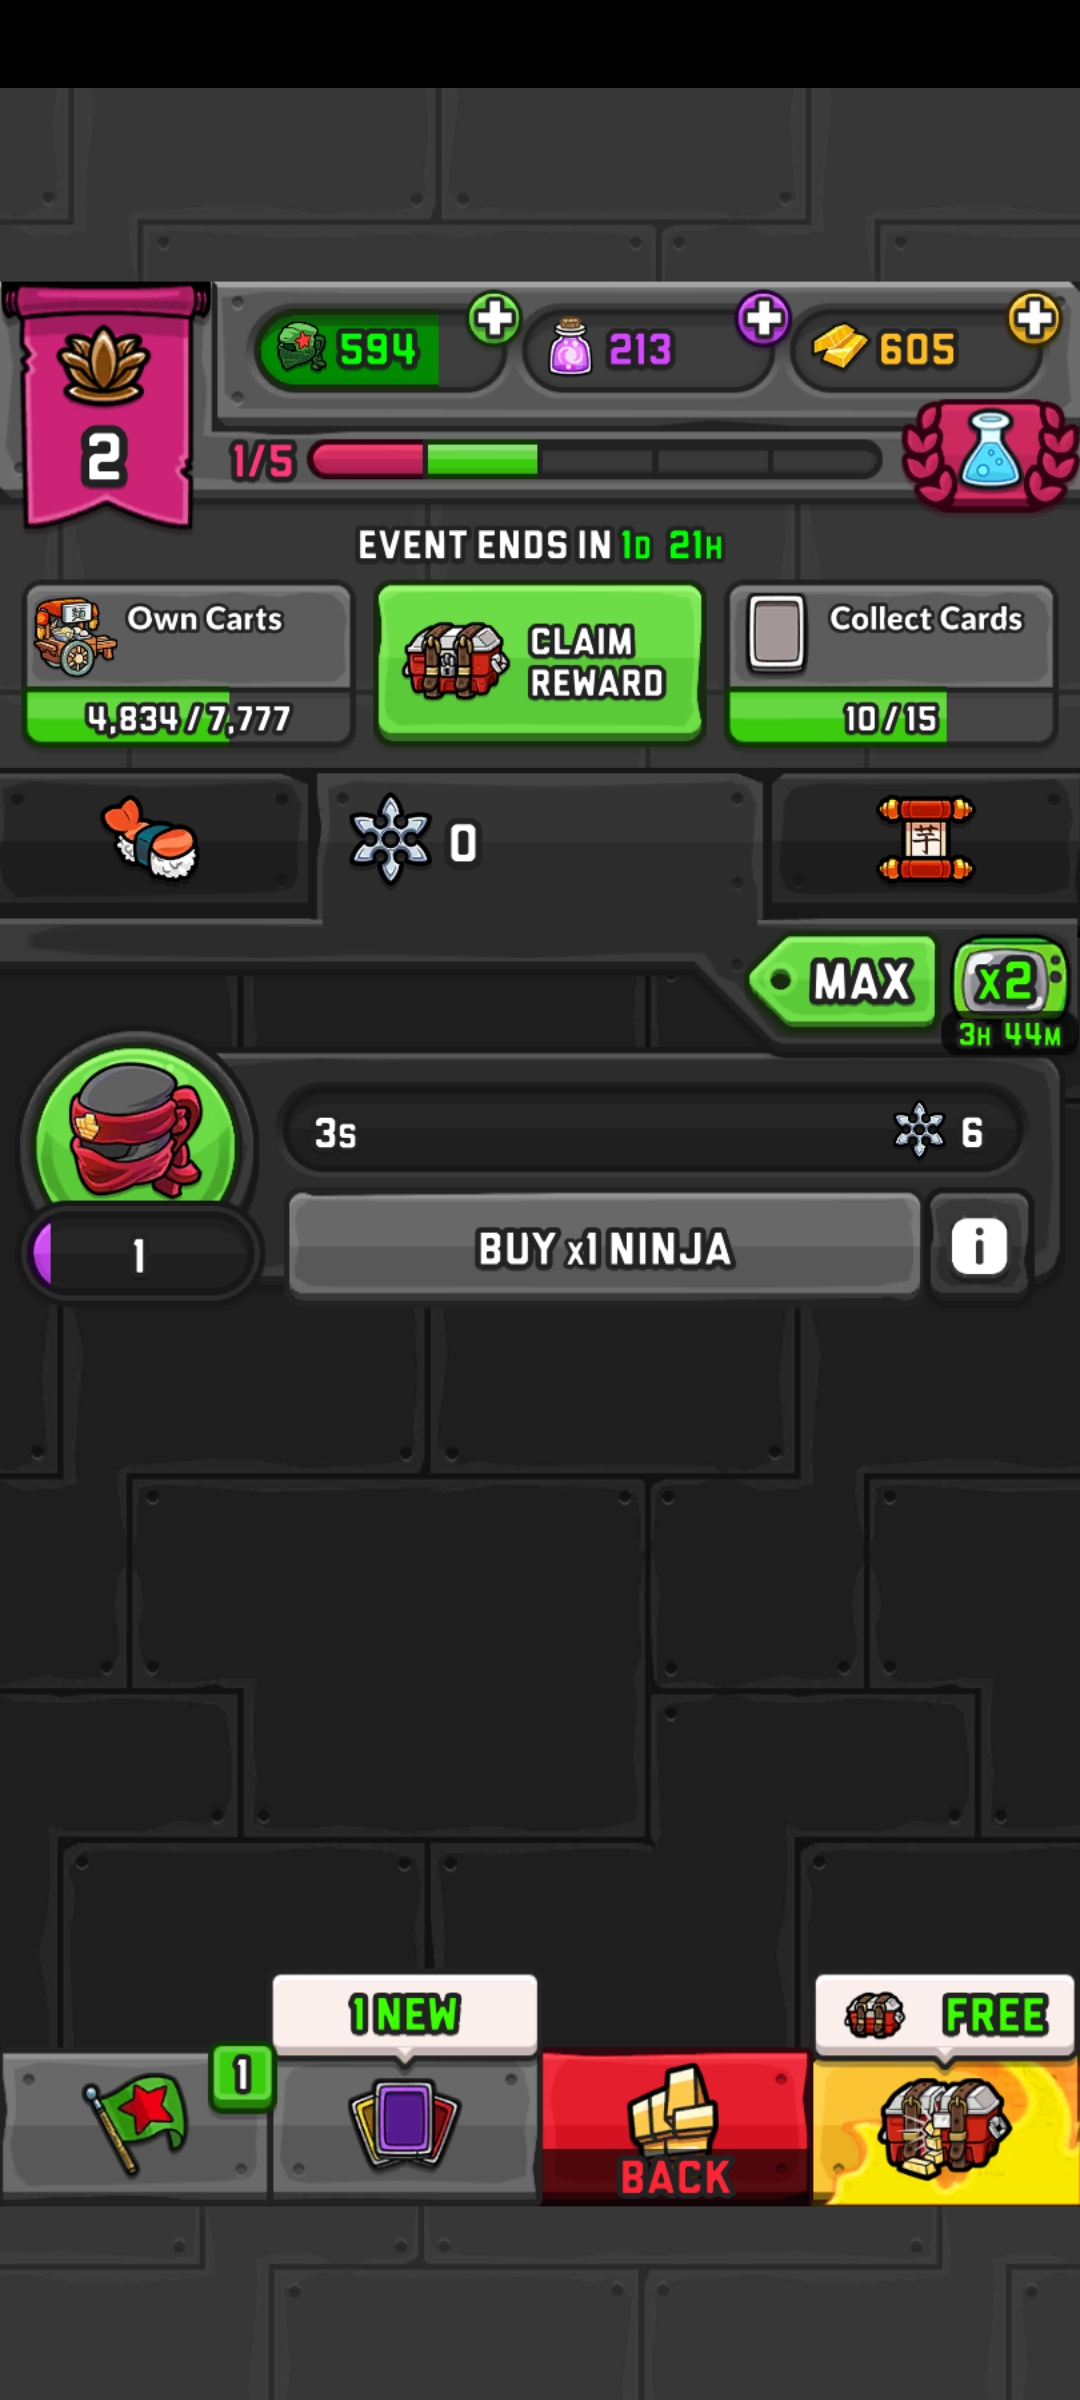 594
213
605
2
1/5
EVENT ENDS IN 1D 21H
Own Carts
4,834 / 7,777
CLAIM
REWARD
Collect Cards
10 / 15
0
芋
MAX
x2
3H 44M
3s
6
1
BUY x1 NINJA
i
1 NEW
FREE
1
BACK